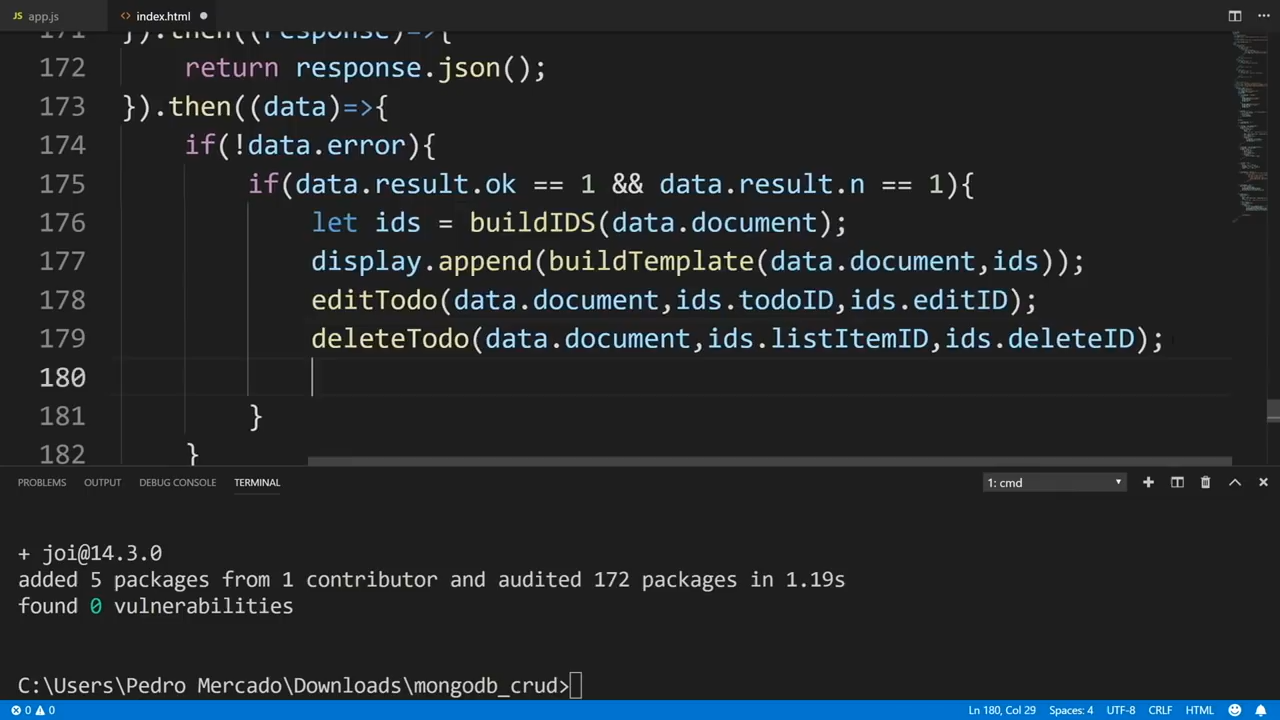 JS app.js
<> index.html
171 }).then((response)=>{
172 return response.json();
173 }).then((data)=>{
174 if(!data.error){
175 if(data.result.ok == 1 && data.result.n == 1){
176 let ids = buildIDS(data.document);
177 display.append(buildTemplate(data.document,ids));
178 editTodo(data.document,ids.todoID,ids.editID);
179 deleteTodo(data.document,ids.listItemID,ids.deleteID);
180
181 }
182 }
PROBLEMS OUTPUT DEBUG CONSOLE TERMINAL 1: cmd
+ joi@14.3.0
added 5 packages from 1 contributor and audited 172 packages in 1.19s
found 0 vulnerabilities
C:\Users\Pedro Mercado\Downloads\mongodb_crud>
0 0 Ln 180, Col 29 Spaces: 4 UTF-8 CRLF HTML